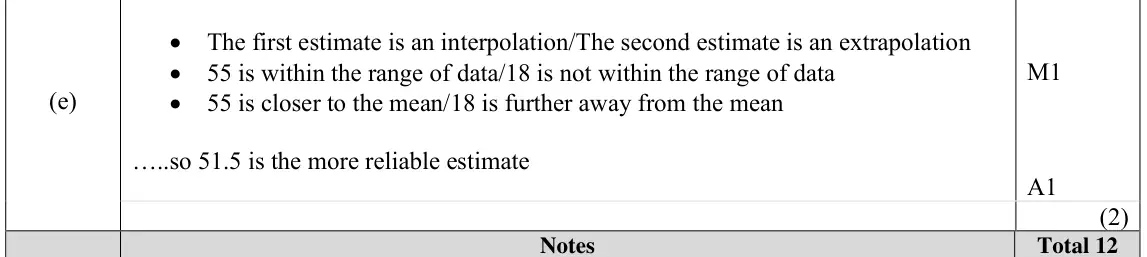 • The first estimate is an interpolation/The second estimate is an extrapolation
• 55 is within the range of data/18 is not within the range of data
M1
(e)
• 55 is closer to the mean/18 is further away from the mean
…..so 51.5 is the more reliable estimate
A1
(2)
Notes
Total 12